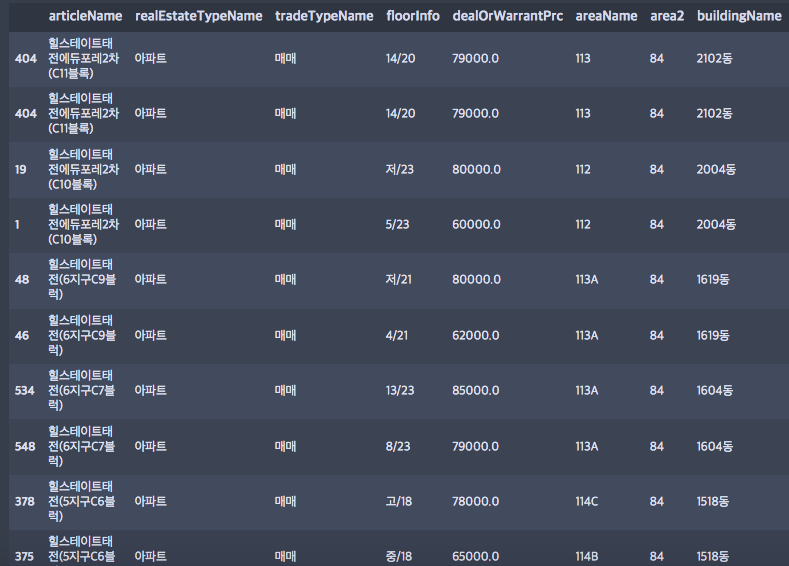 articleName realEstateTypeName tradeTypeName floorInfo dealOrWarrantPrc areaName area2 buildingName
힐스테이트태
404 전에듀포레2차 아파트 매매 14/20 79000.0 113 84 2102동
(C11블록)
힐스테이트태
404 전에듀포레2차 아파트 매매 14/20 79000.0 113 84 2102동
(C11블록)
힐스테이트태
19 전에듀포레2차 아파트 매매 저/23 80000.0 112 84 2004동
(C10블록)
힐스테이트태
1 전에듀포레2차 아파트 매매 5/23 60000.0 112 84 2004동
(C10블록)
힐스테이트태
48 전(6지구C9블 아파트 매매 저/21 80000.0 113A 84 1619동
럭)
힐스테이트태
46 전(6지구C9블 아파트 매매 4/21 62000.0 113A 84 1619동
럭)
힐스테이트태
534 전(6지구C7블 아파트 매매 13/23 85000.0 113A 84 1604동
럭)
힐스테이트태
548 전(6지구C7블 아파트 매매 8/23 79000.0 113A 84 1604동
럭)
힐스테이트태
378 전(5지구C6블 아파트 매매 고/18 78000.0 114C 84 1518동
럭)
힐스테이트태
375 전(5지구C6블 아파트 매매 중/18 65000.0 114B 84 1518동